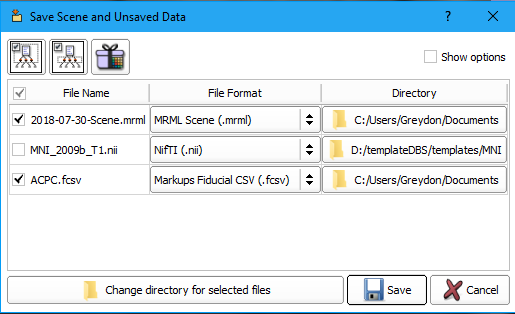 Save Scene and Unsaved Data
Show options
File Name File Format Directory
2018-07-30-Scene.mrml MRML Scene (.mrml) C:/Users/Greydon/Documents
MNI_2009b_T1.nii NifTI (.nii) D:/templateDBS/templates/MNI
ACPC.fcsv Markups Fiducial CSV (.fcsv) C:/Users/Greydon/Documents
Change directory for selected files Save Cancel